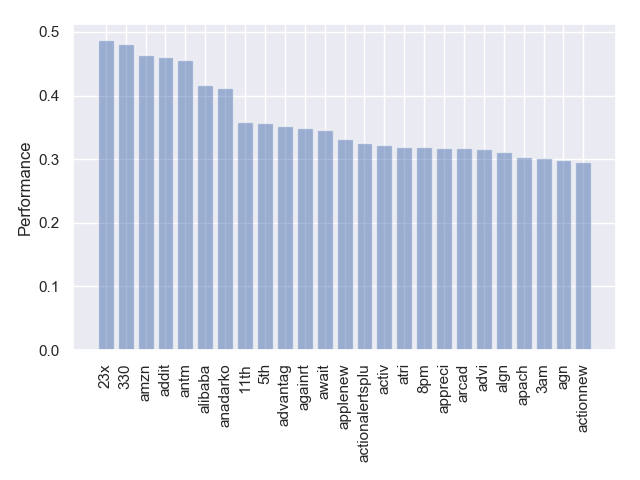 0.5
0.4
0.3
0.2
0.1
0.0
Performance
23x
330
amzn
addit
antm
alibaba
anadarko
11th
5th
advantag
againrt
await
applenew
actionalertsplu
activ
atri
8pm
appreci
arcad
advi
algn
apach
3am
agn
actionnew